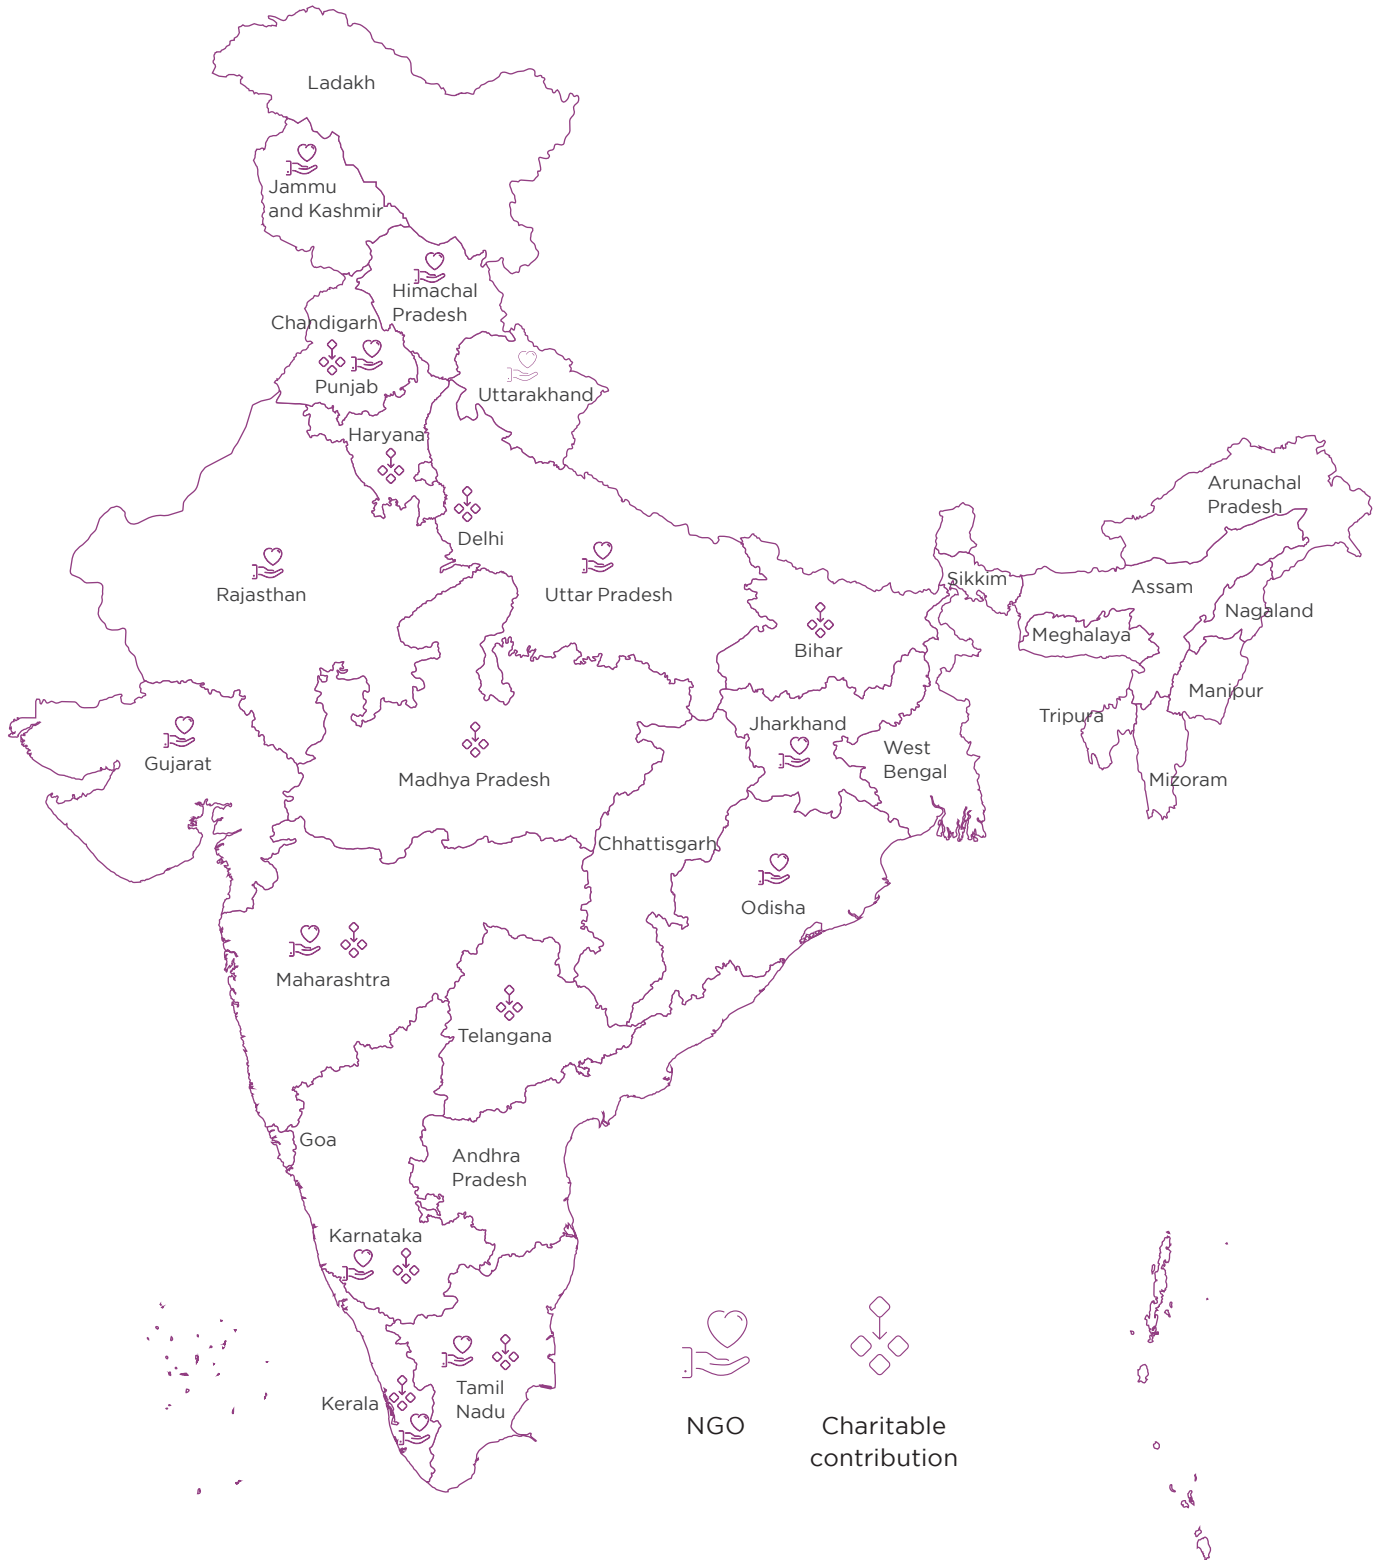 Ladakh
Jammu
and Kashmir
Himachal
Pradesh
Chandigarh
Punjab
Uttarakhand
Haryana
Arunachal
Pradesh
Delhi
Rajasthan
Uttar Pradesh
Sikkim
Assam
Nagaland
Meghalaya
Bihar
Manipur
Tripura
Jharkhand
West
Bengal
Gujarat
Madhya Pradesh
Mizoram
Chhattisgarh
Odisha
Maharashtra
Telangana
Goa
Andhra
Pradesh
Karnataka
Tamil
Nadu
Kerala
NGO
Charitable
contribution